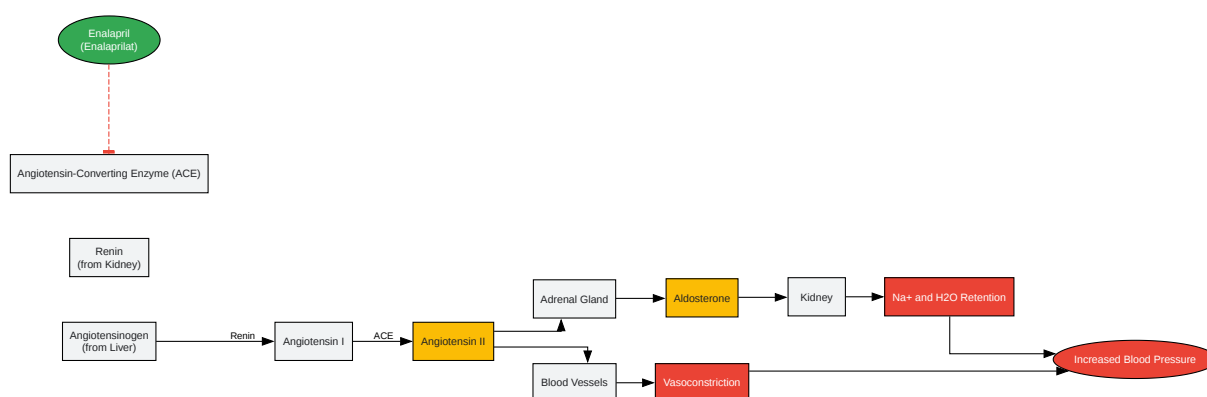 Enalapril
(Enalaprilat)
Angiotensin-Converting Enzyme (ACE)
Renin
(from Kidney)
Adrenal Gland
Aldosterone
Kidney
Na+ and H2O Retention
Angiotensinogen
(from Liver)
Renin
Angiotensin I
ACE
Angiotensin II
Increased Blood Pressure
Blood Vessels
Vasoconstriction